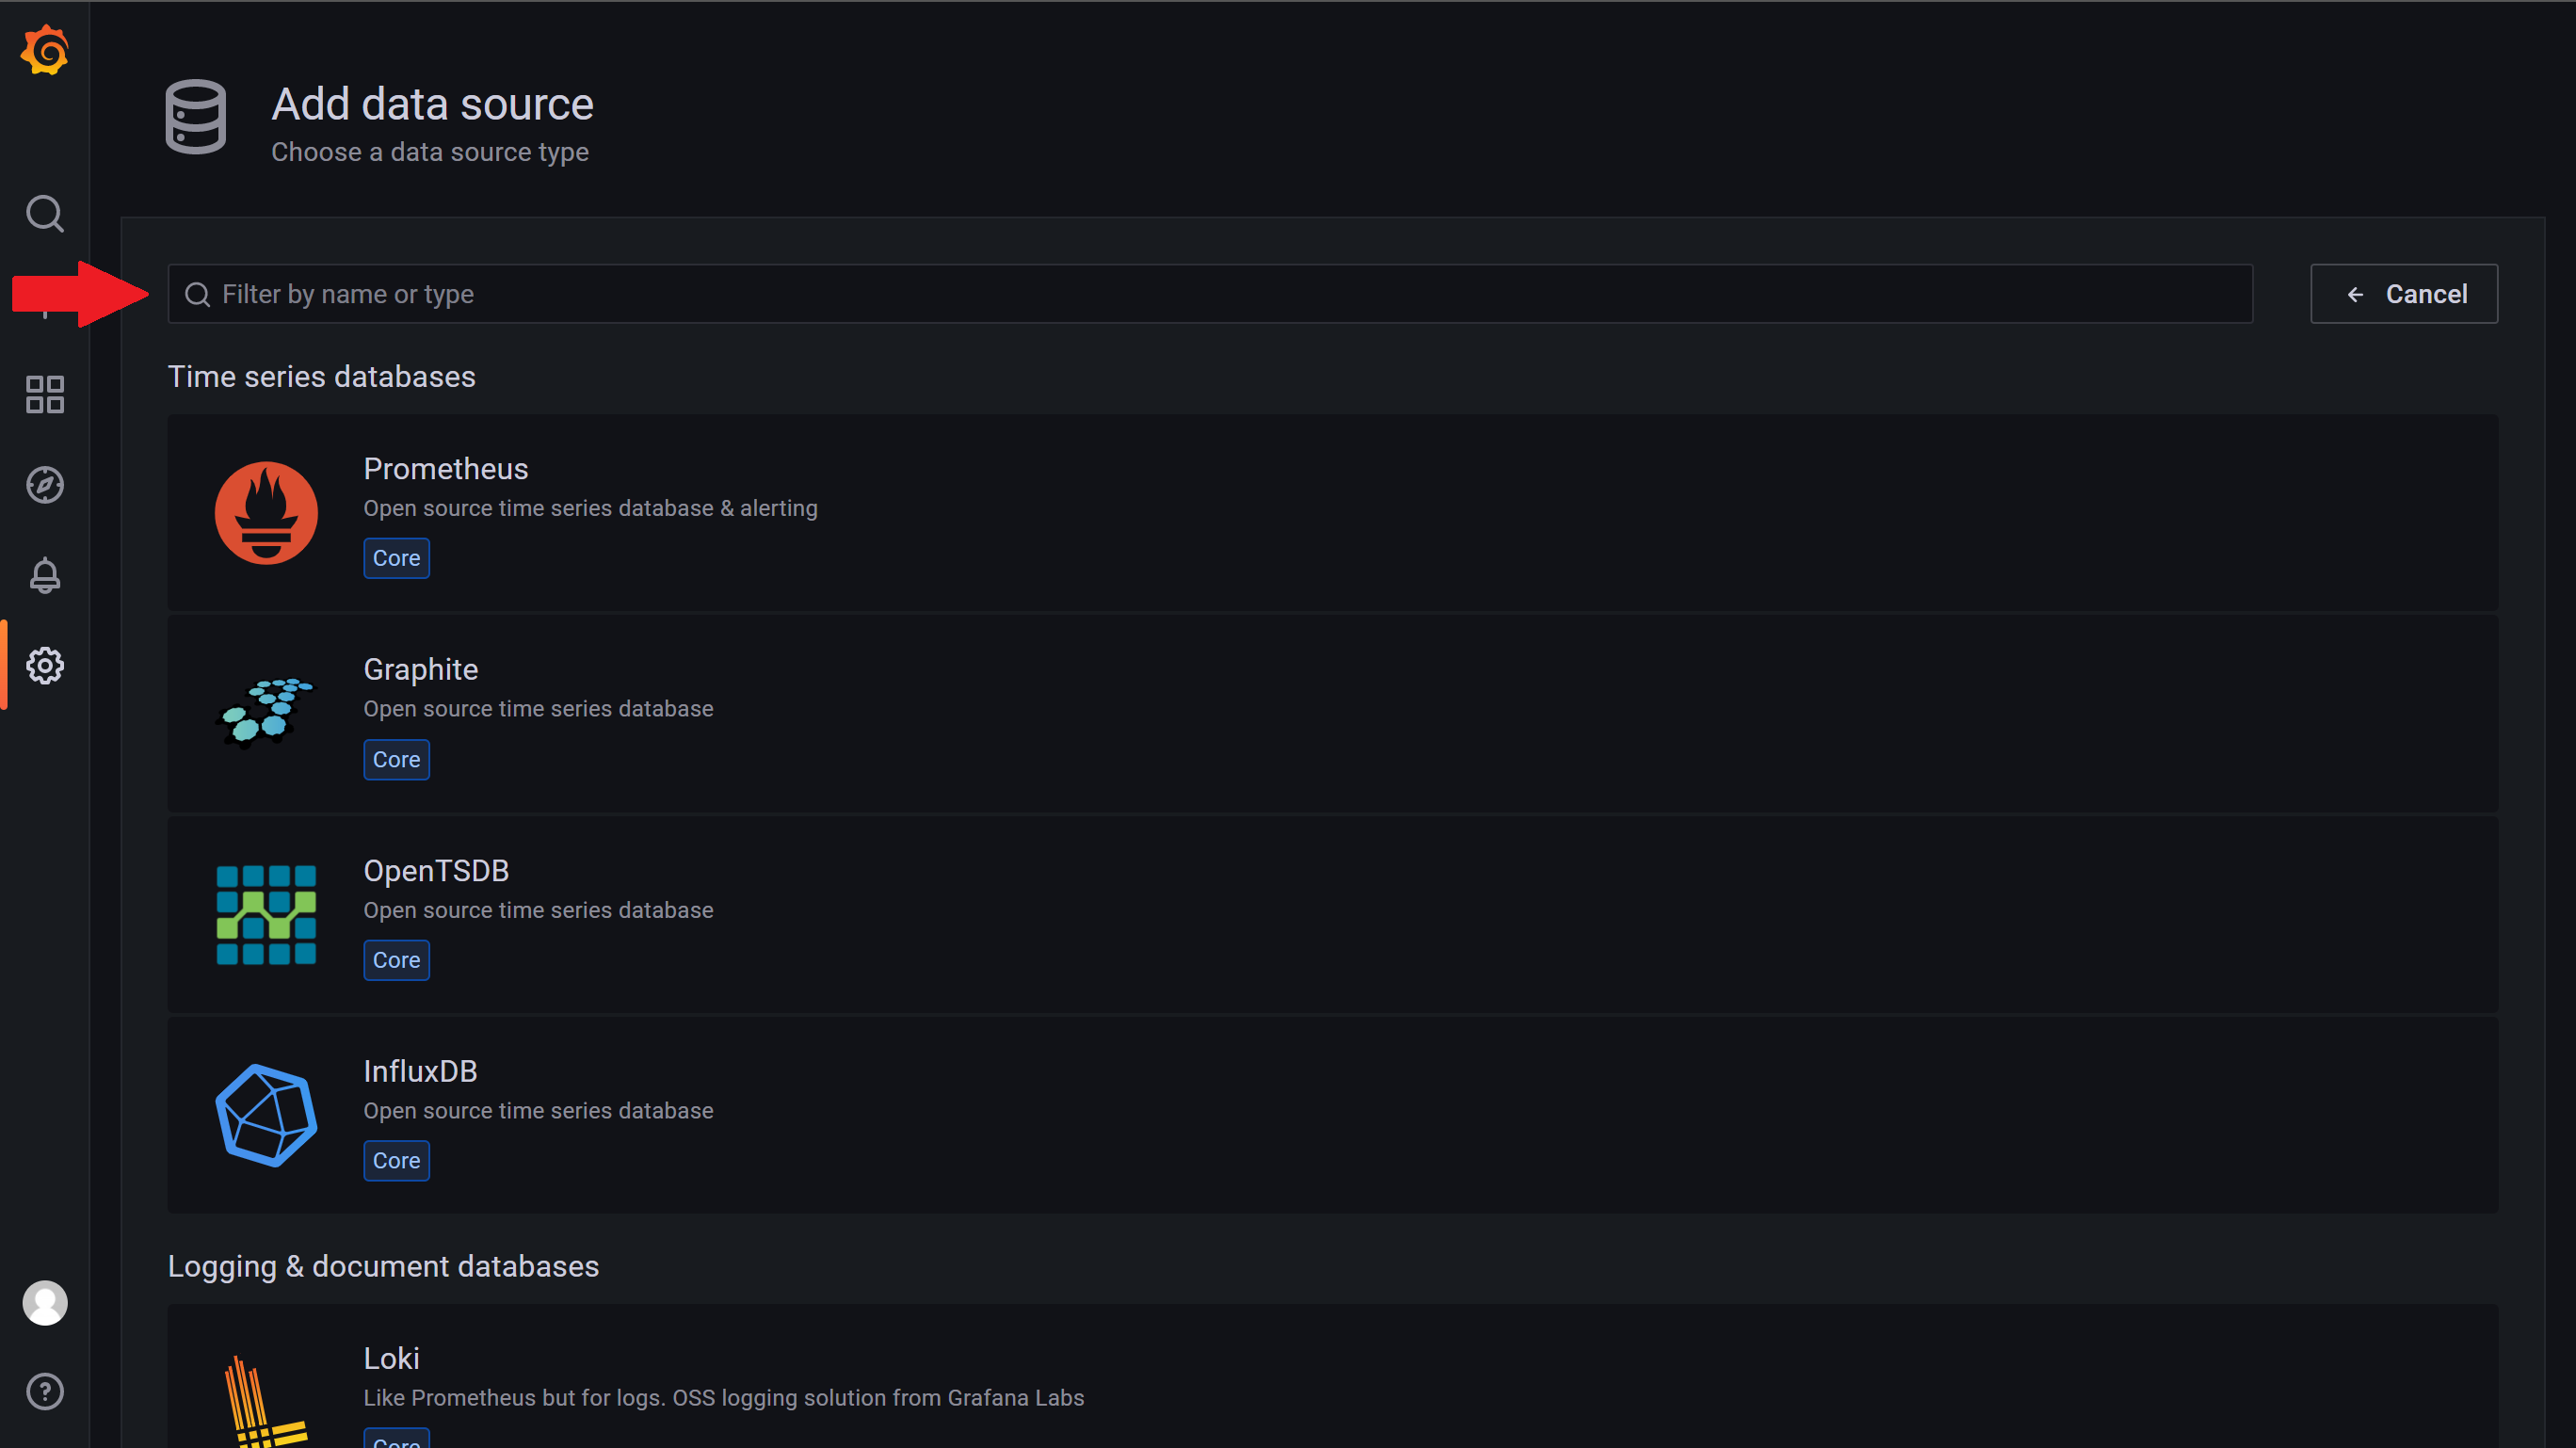 Add data source
Choose a data source type
Filter by name or type
Cancel
Time series databases
Prometheus
Open source time series database & alerting
Core
Graphite
Open source time series database
Core
OpenTSDB
Open source time series database
Core
InfluxDB
Open source time series database
Core
Logging & document databases
Loki
Like Prometheus but for logs. OSS logging solution from Grafana Labs
Core